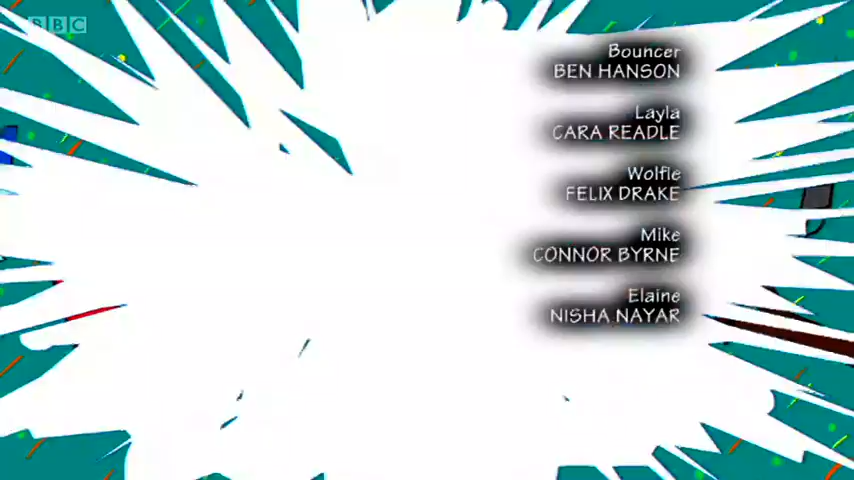 BBC
Bouncer
BEN HANSON
Layla
CARA READLE
Wolfie
FELIX DRAKE
Mike
CONNOR BYRNE
Elaine
NISHA NAYAR